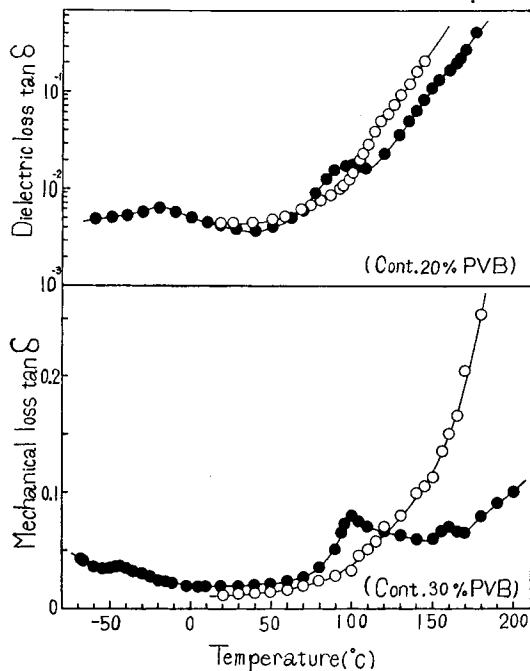 Dielectric loss tan δ
10⁻¹
10⁻²
10⁻³
(Cont. 20% PVB)
Mechanical loss tan δ
0.2
0.1
0
(Cont. 30% PVB)
-50 0 50 100 150 200
Temperature (°C)